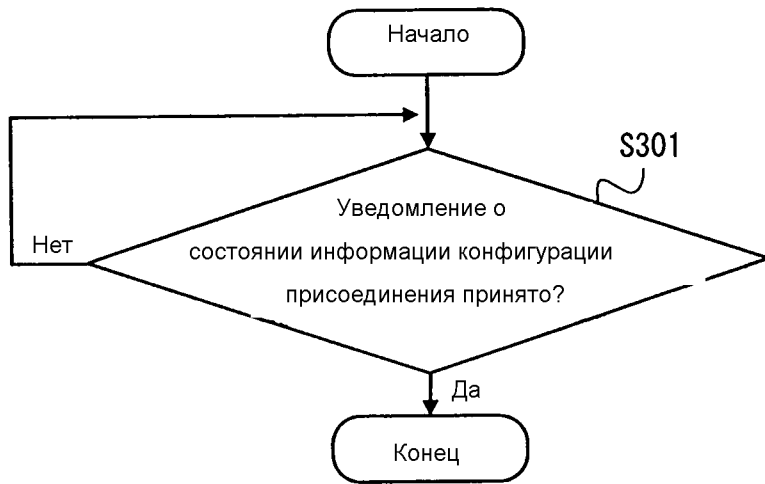 Начало
S301
Уведомление о
состоянии информации конфигурации
присоединения принято?
Нет
Да
Конец